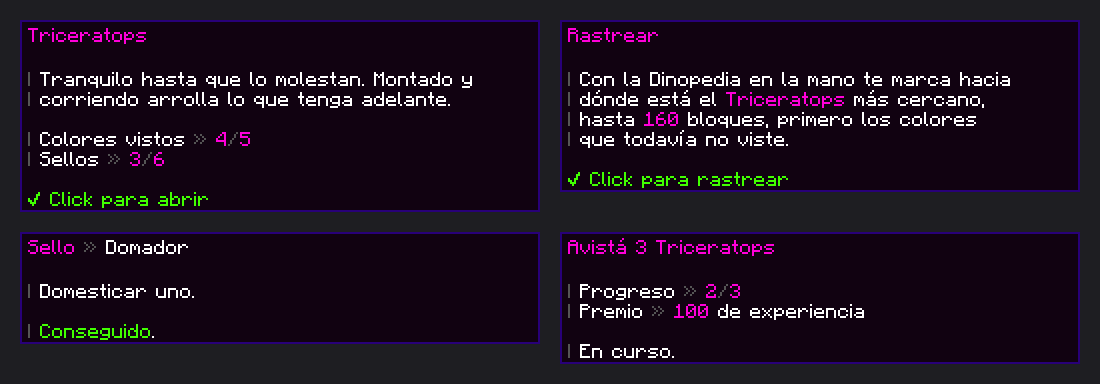 Triceratops
| Tranquilo hasta que lo molestan. Montado y
| corriendo arrolla lo que tenga adelante.
| Colores vistos » 4/5
| Sellos » 3/6
✓ Click para abrir
Rastrear
| Con la Dinopedia en la mano te marca hacia
| dónde está el Triceratops más cercano,
| hasta 160 bloques, primero los colores
| que todavía no viste.
✓ Click para rastrear
Sello » Domador
| Domesticar uno.
| Conseguido.
Avistá 3 Triceratops
| Progreso » 2/3
| Premio » 100 de experiencia
| En curso.